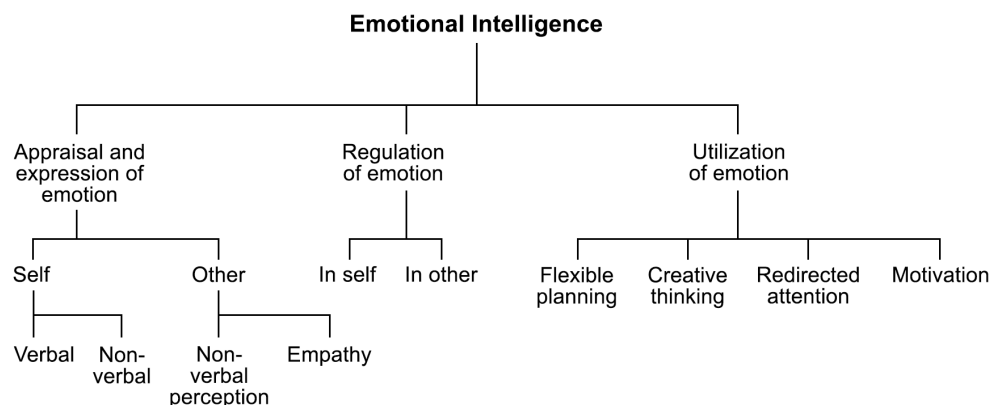 Emotional Intelligence
Appraisal and
expression of
emotion
Regulation
of emotion
Utilization
of emotion
Self
Other
In self
In other
Flexible
planning
Creative
thinking
Redirected
attention
Motivation
Verbal
Non-
verbal
Non-
verbal
perception
Empathy